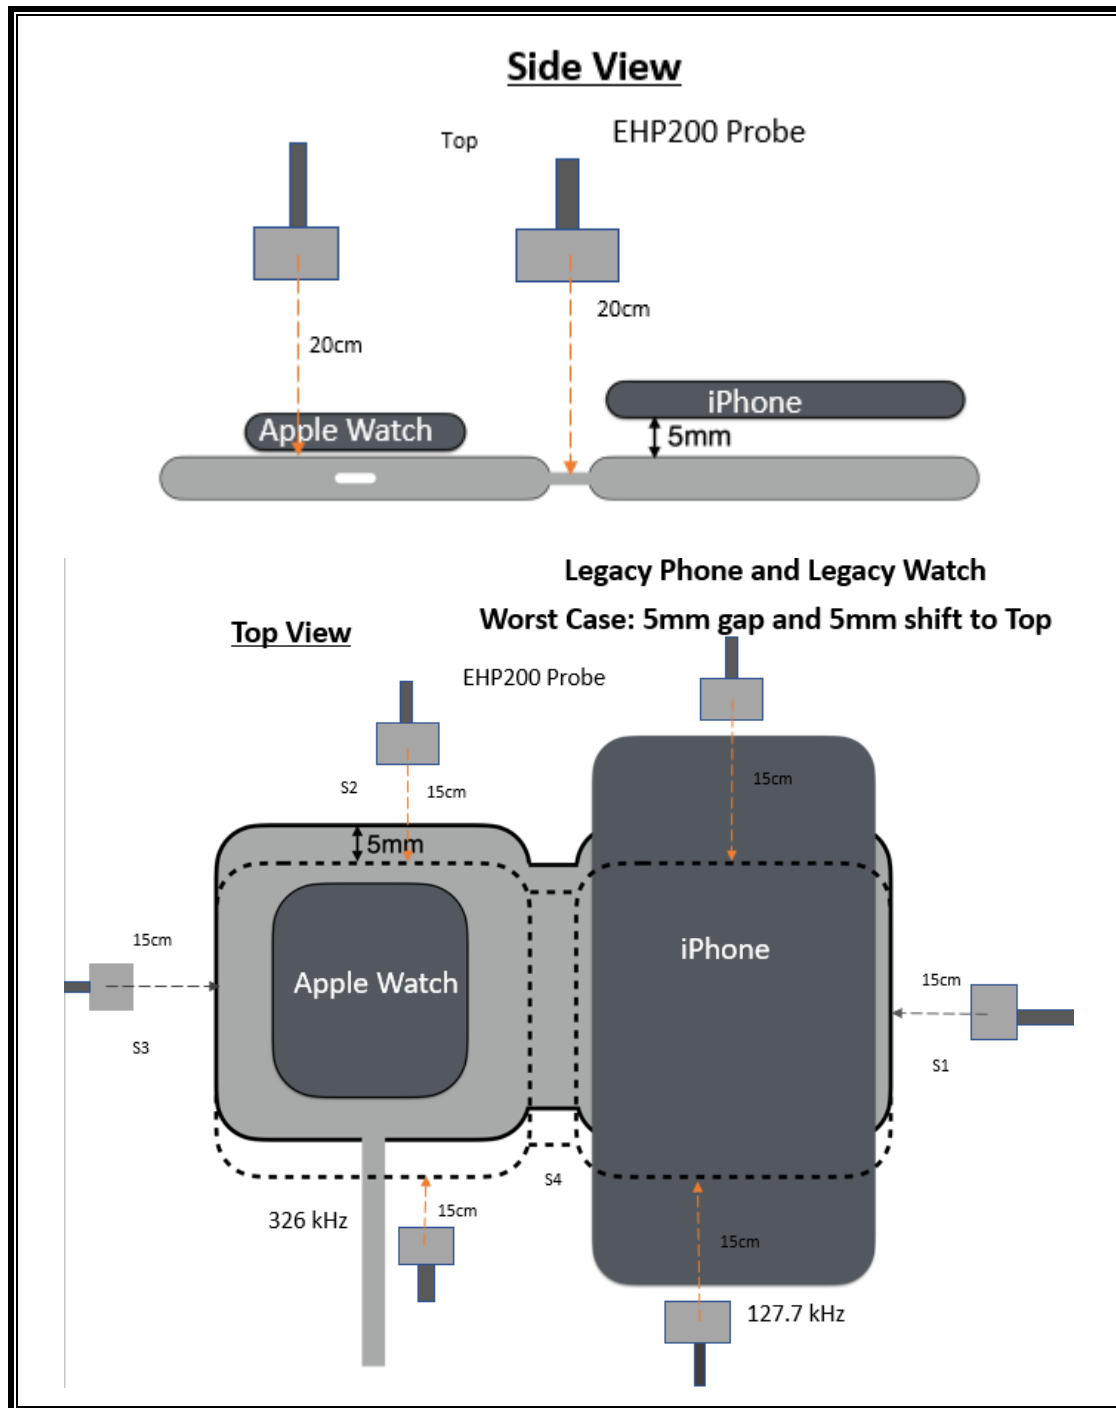 Side View
Top
EHP200 Probe
20cm
20cm
iPhone
Apple Watch
5mm
Legacy Phone and Legacy Watch
Worst Case: 5mm gap and 5mm shift to Top
Top View
EHP200 Probe
S2
15cm
15cm
5mm
15cm
iPhone
Apple Watch
15cm
S3
S1
S4
326 kHz
15cm
15cm
127.7 kHz